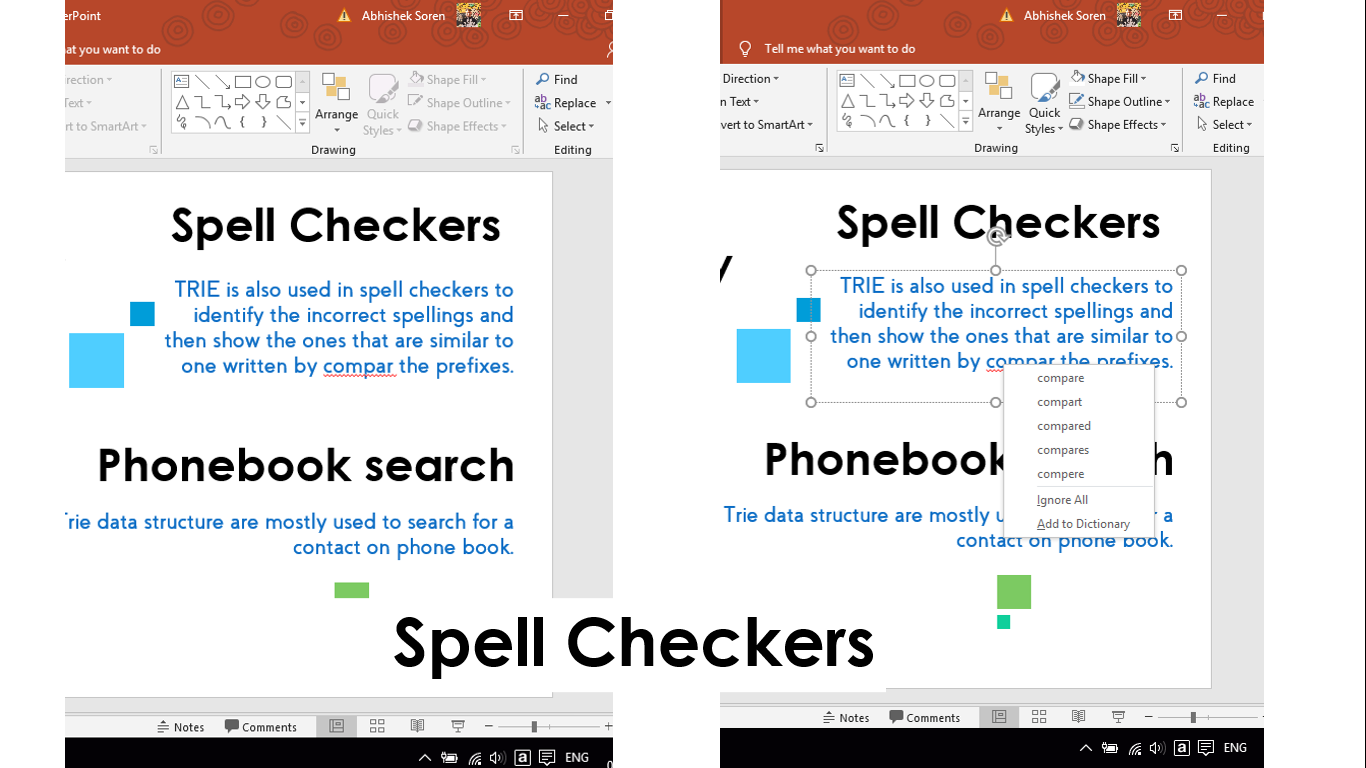 erPoint
Abhishek Soren
at you want to do
rection
Text
rt to SmartArt
Arrange
Quick
Styles
Shape Fill
Shape Outline
Shape Effects
Find
Replace
Select
Drawing
Editing
Spell Checkers
TRIE is also used in spell checkers to
identify the incorrect spellings and
then show the ones that are similar to
one written by compar the prefixes.
Phonebook search
Trie data structure are mostly used to search for a
contact on phone book.
Notes
Comments
ENG
Abhishek Soren
Tell me what you want to do
Direction
n Text
vert to SmartArt
Arrange
Quick
Styles
Shape Fill
Shape Outline
Shape Effects
Find
Replace
Select
Drawing
Editing
Spell Checkers
y
TRIE is also used in spell checkers to
identify the incorrect spellings and
then show the ones that are similar to
one written by compar the prefixes.
compare
compart
compared
compares
compere
Ignore All
Add to Dictionary
Phonebook h
Trie data structure are mostly u r a
contact on phone book.
Notes
Comments
ENG
Spell Checkers